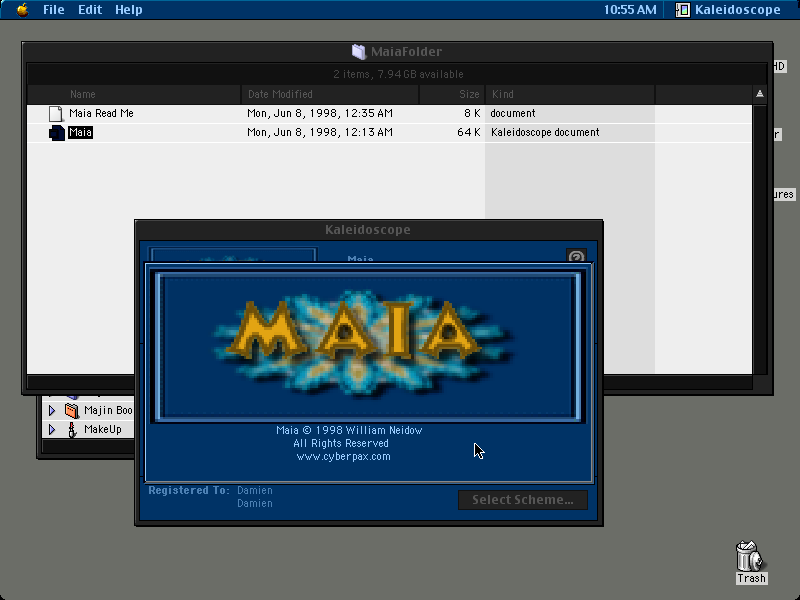 File Edit Help 10:55 AM Kaleidoscope
MaiaFolder
2 items, 7.94 GB available
Name Date Modified Size Kind
Maia Read Me Mon, Jun 8, 1998, 12:35 AM 8 K document
Maia Mon, Jun 8, 1998, 12:13 AM 64 K Kaleidoscope document
HD
r
ures
Kaleidoscope
Maia
?
MAIA
Maia © 1998 William Neidow
All Rights Reserved
www.cyberpax.com
Majin Boo
MakeUp
Registered To: Damien
Damien
Select Scheme...
Trash